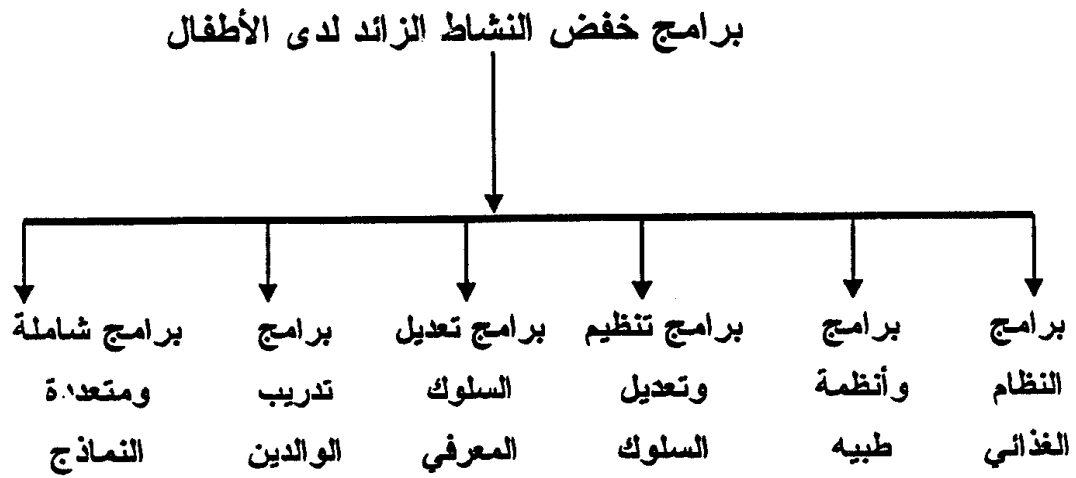 برامج خفض النشاط الزائد لدى الأطفال
برامج
النظام
الغذائي
برامج
وأنظمة
طبيه
برامج تنظيم
وتعديل
السلوك
برامج تعديل
السلوك
المعرفي
برامج
تدريب
الوالدين
برامج شاملة
ومتعددة
النماذج